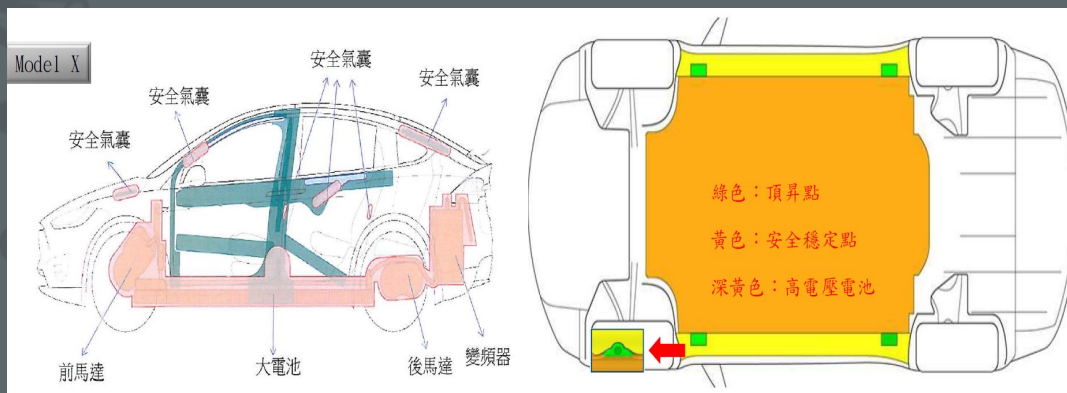 Model X
安全氣囊
安全氣囊
安全氣囊
安全氣囊
前馬達
大電池
後馬達
變頻器
綠色：頂昇點
黃色：安全穩定點
深黃色：高電壓電池